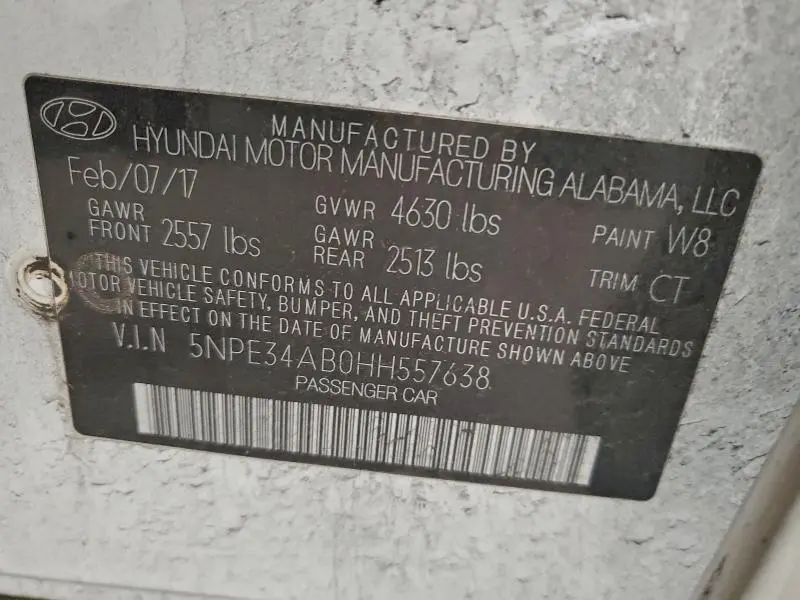 MANUFACTURED BY
HYUNDAI MOTOR MANUFACTURING ALABAMA, LLC
Feb/07/17
GVWR 4630 lbs
PAINT W8
GAWR FRONT 2557 lbs
GAWR REAR 2513 lbs
TRIM CT
THIS VEHICLE CONFORMS TO ALL APPLICABLE U.S.A. FEDERAL
MOTOR VEHICLE SAFETY, BUMPER, AND THEFT PREVENTION STANDARDS
IN EFFECT ON THE DATE OF MANUFACTURE SHOWN ABOVE
V.I.N 5NPE34AB0HH557638
PASSENGER CAR